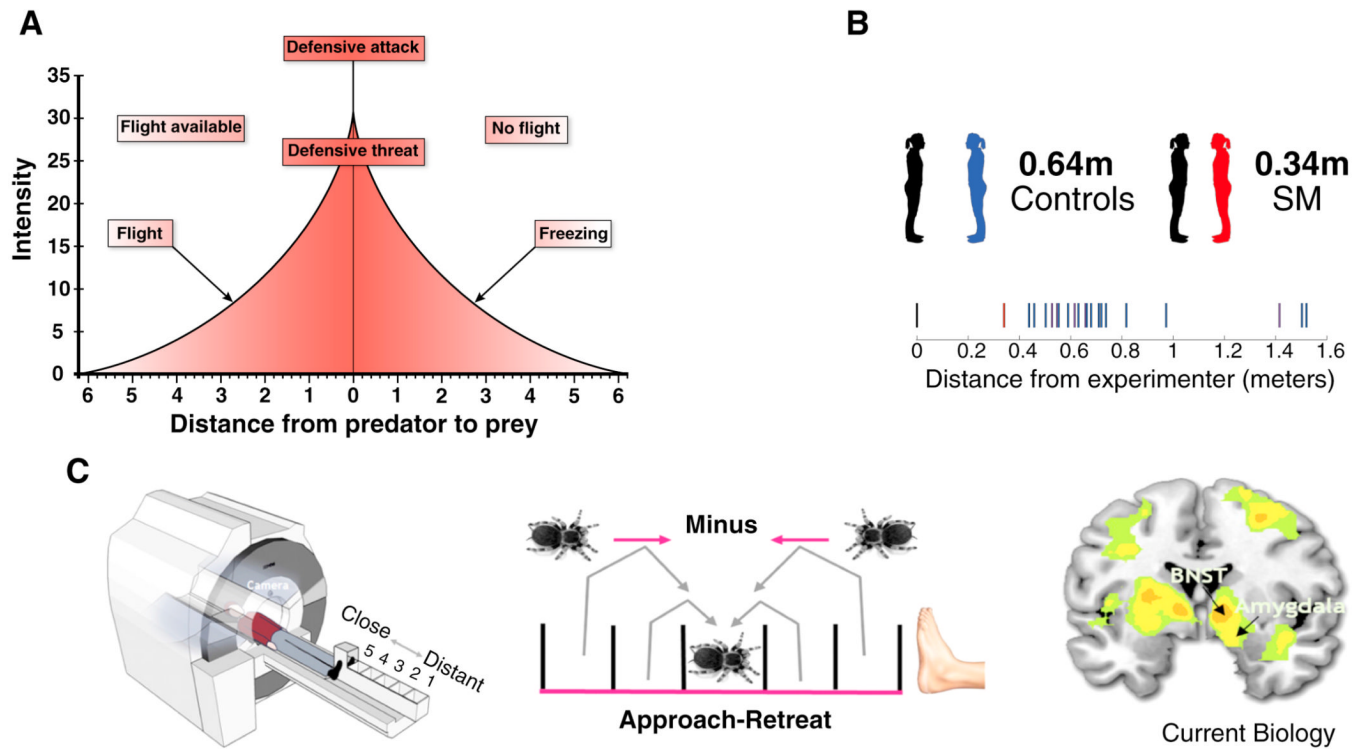 A
Defensive attack
35
30
25
20
15
10
5
0
Intensity
Flight available
No flight
Defensive threat
Flight
Freezing
6 5 4 3 2 1 0 1 2 3 4 5 6
Distance from predator to prey
B
0.64m
Controls
0.34m
SM
0 0.2 0.4 0.6 0.8 1 1.2 1.4 1.6
Distance from experimenter (meters)
C
Camera
Close
Distant
5 4 3 2 1
Minus
Approach-Retreat
BNST
Amygdala
Current Biology